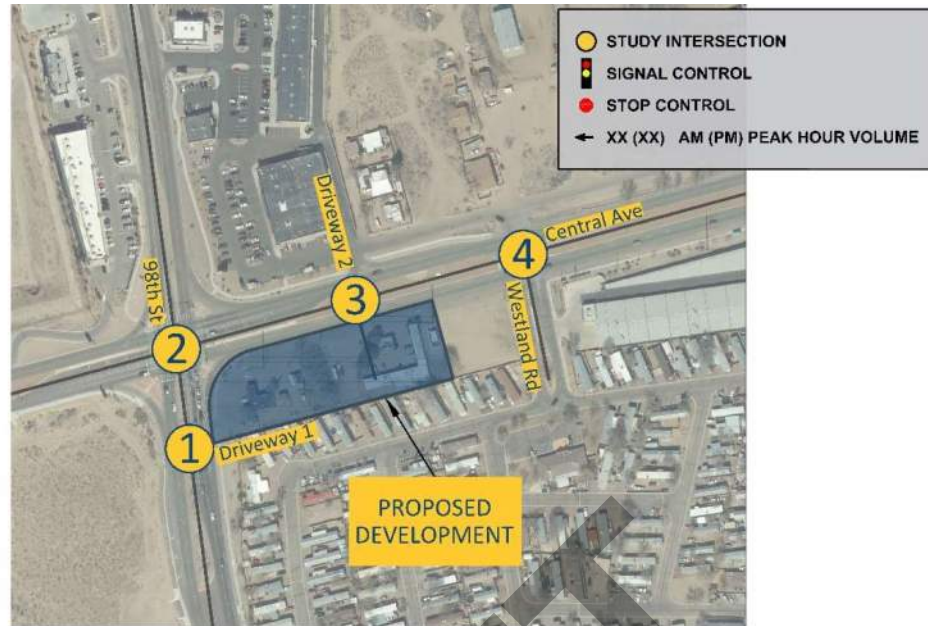 STUDY INTERSECTION
SIGNAL CONTROL
STOP CONTROL
XX (XX) AM (PM) PEAK HOUR VOLUME
Driveway 2
4
Central Ave
98th St
3
Westland Rd
2
1
Driveway 1
PROPOSED
DEVELOPMENT